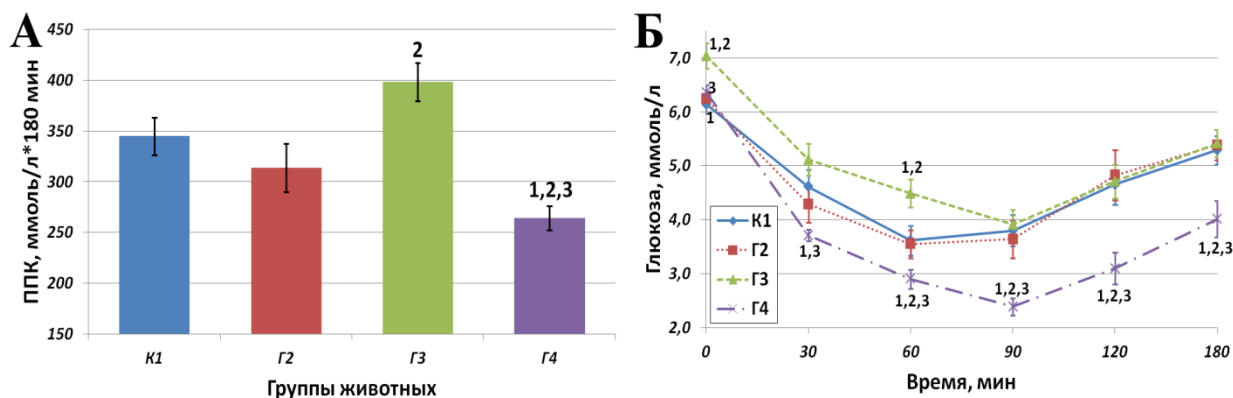 А
ППК, ммоль/л*180 мин
450
400
350
300
250
200
150
2
1,2,3
К1
Г2
Г3
Г4
Группы животных
Б
Глюкоза, ммоль/л
7,0
6,0
5,0
4,0
3,0
2,0
1,2
3
1
1,2
1,3
1,2,3
1,2,3
1,2,3
1,2,3
К1
Г2
Г3
Г4
0
30
60
90
120
180
Время, мин